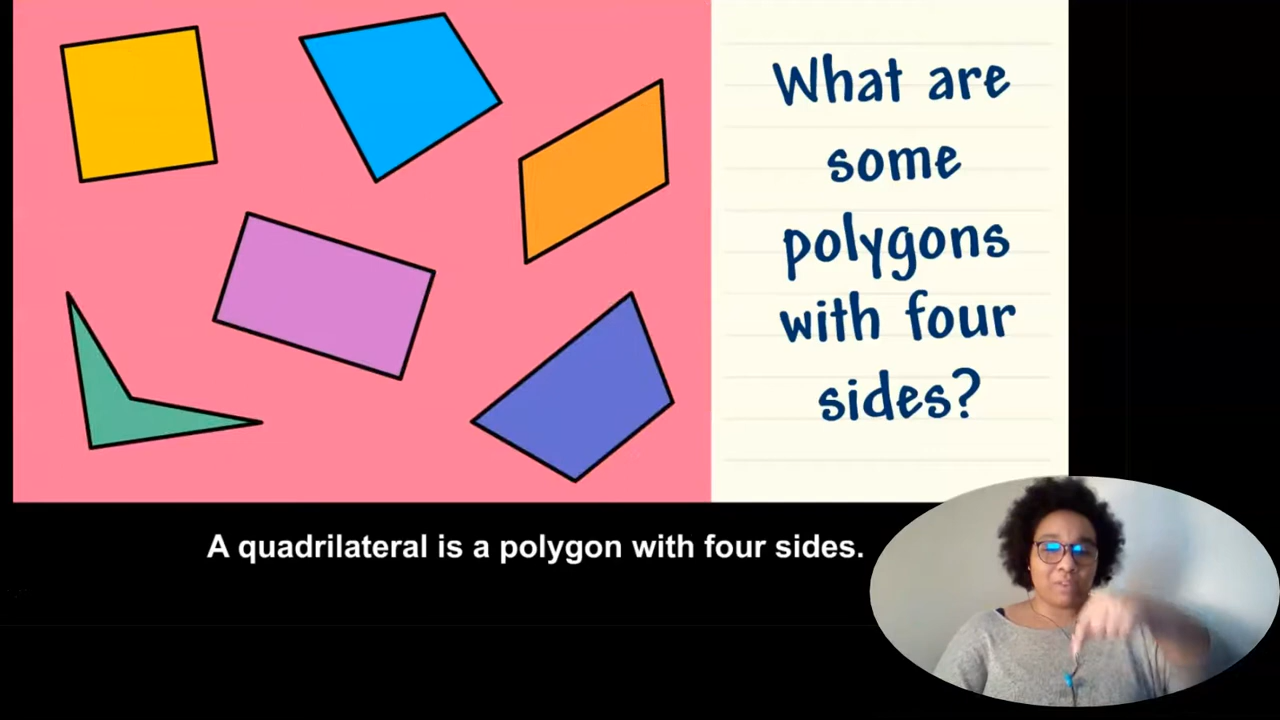 What are
some
polygons
with four
sides?
A quadrilateral is a polygon with four sides.